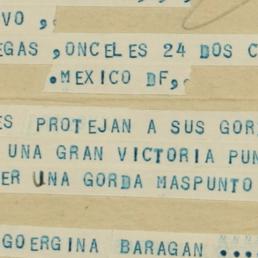 VO ,
EGAS , ONCELES 24 DOS C
.MEXICO DF,
ES PROTEJAN A SUS GOR
UNA GRAN VICTORIA PUN
ER UNA GORDA MASPUNTO
GOERGINA BARAGAN ....